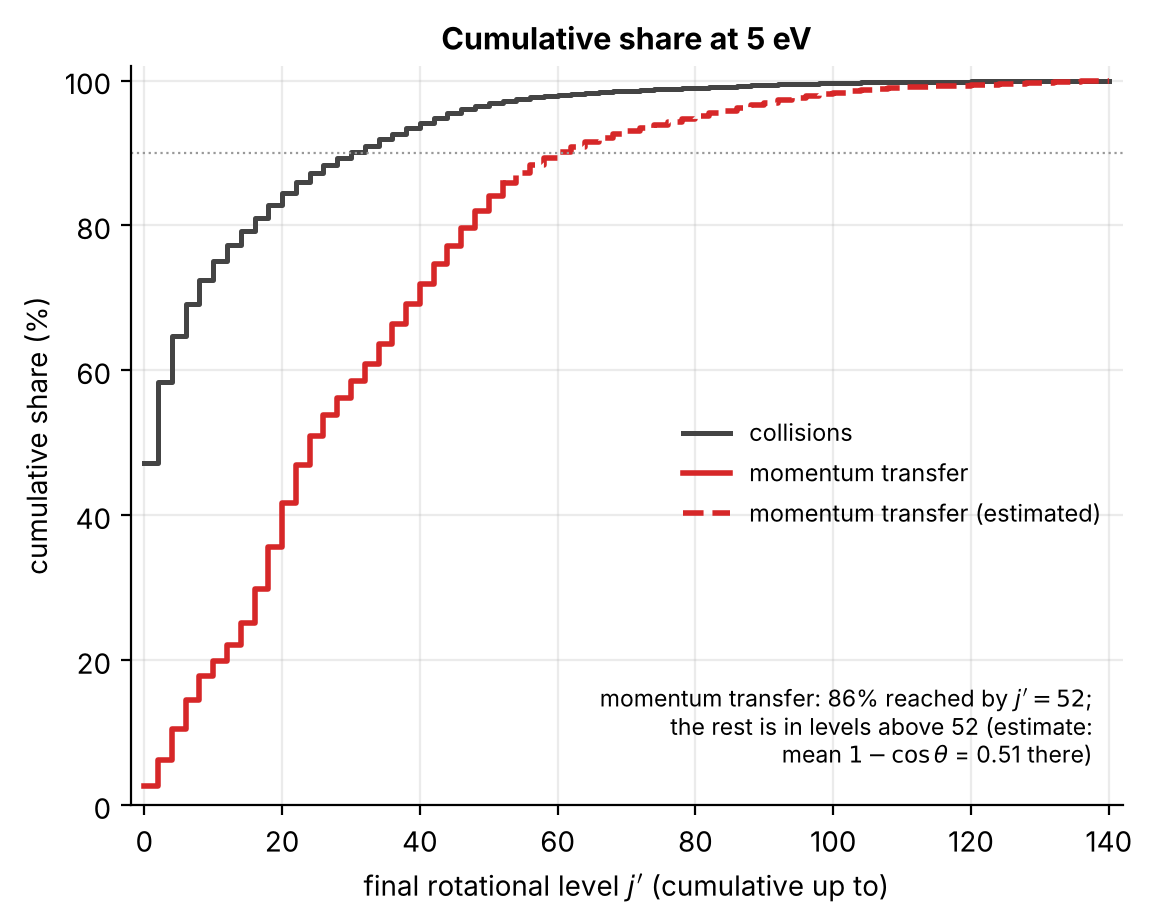 Cumulative share at 5 eV
100
80
60
40
20
0
cumulative share (%)
collisions
momentum transfer
momentum transfer (estimated)
momentum transfer: 86% reached by j′ = 52;
the rest is in levels above 52 (estimate:
mean 1 − cos θ = 0.51 there)
0 20 40 60 80 100 120 140
final rotational level j′ (cumulative up to)